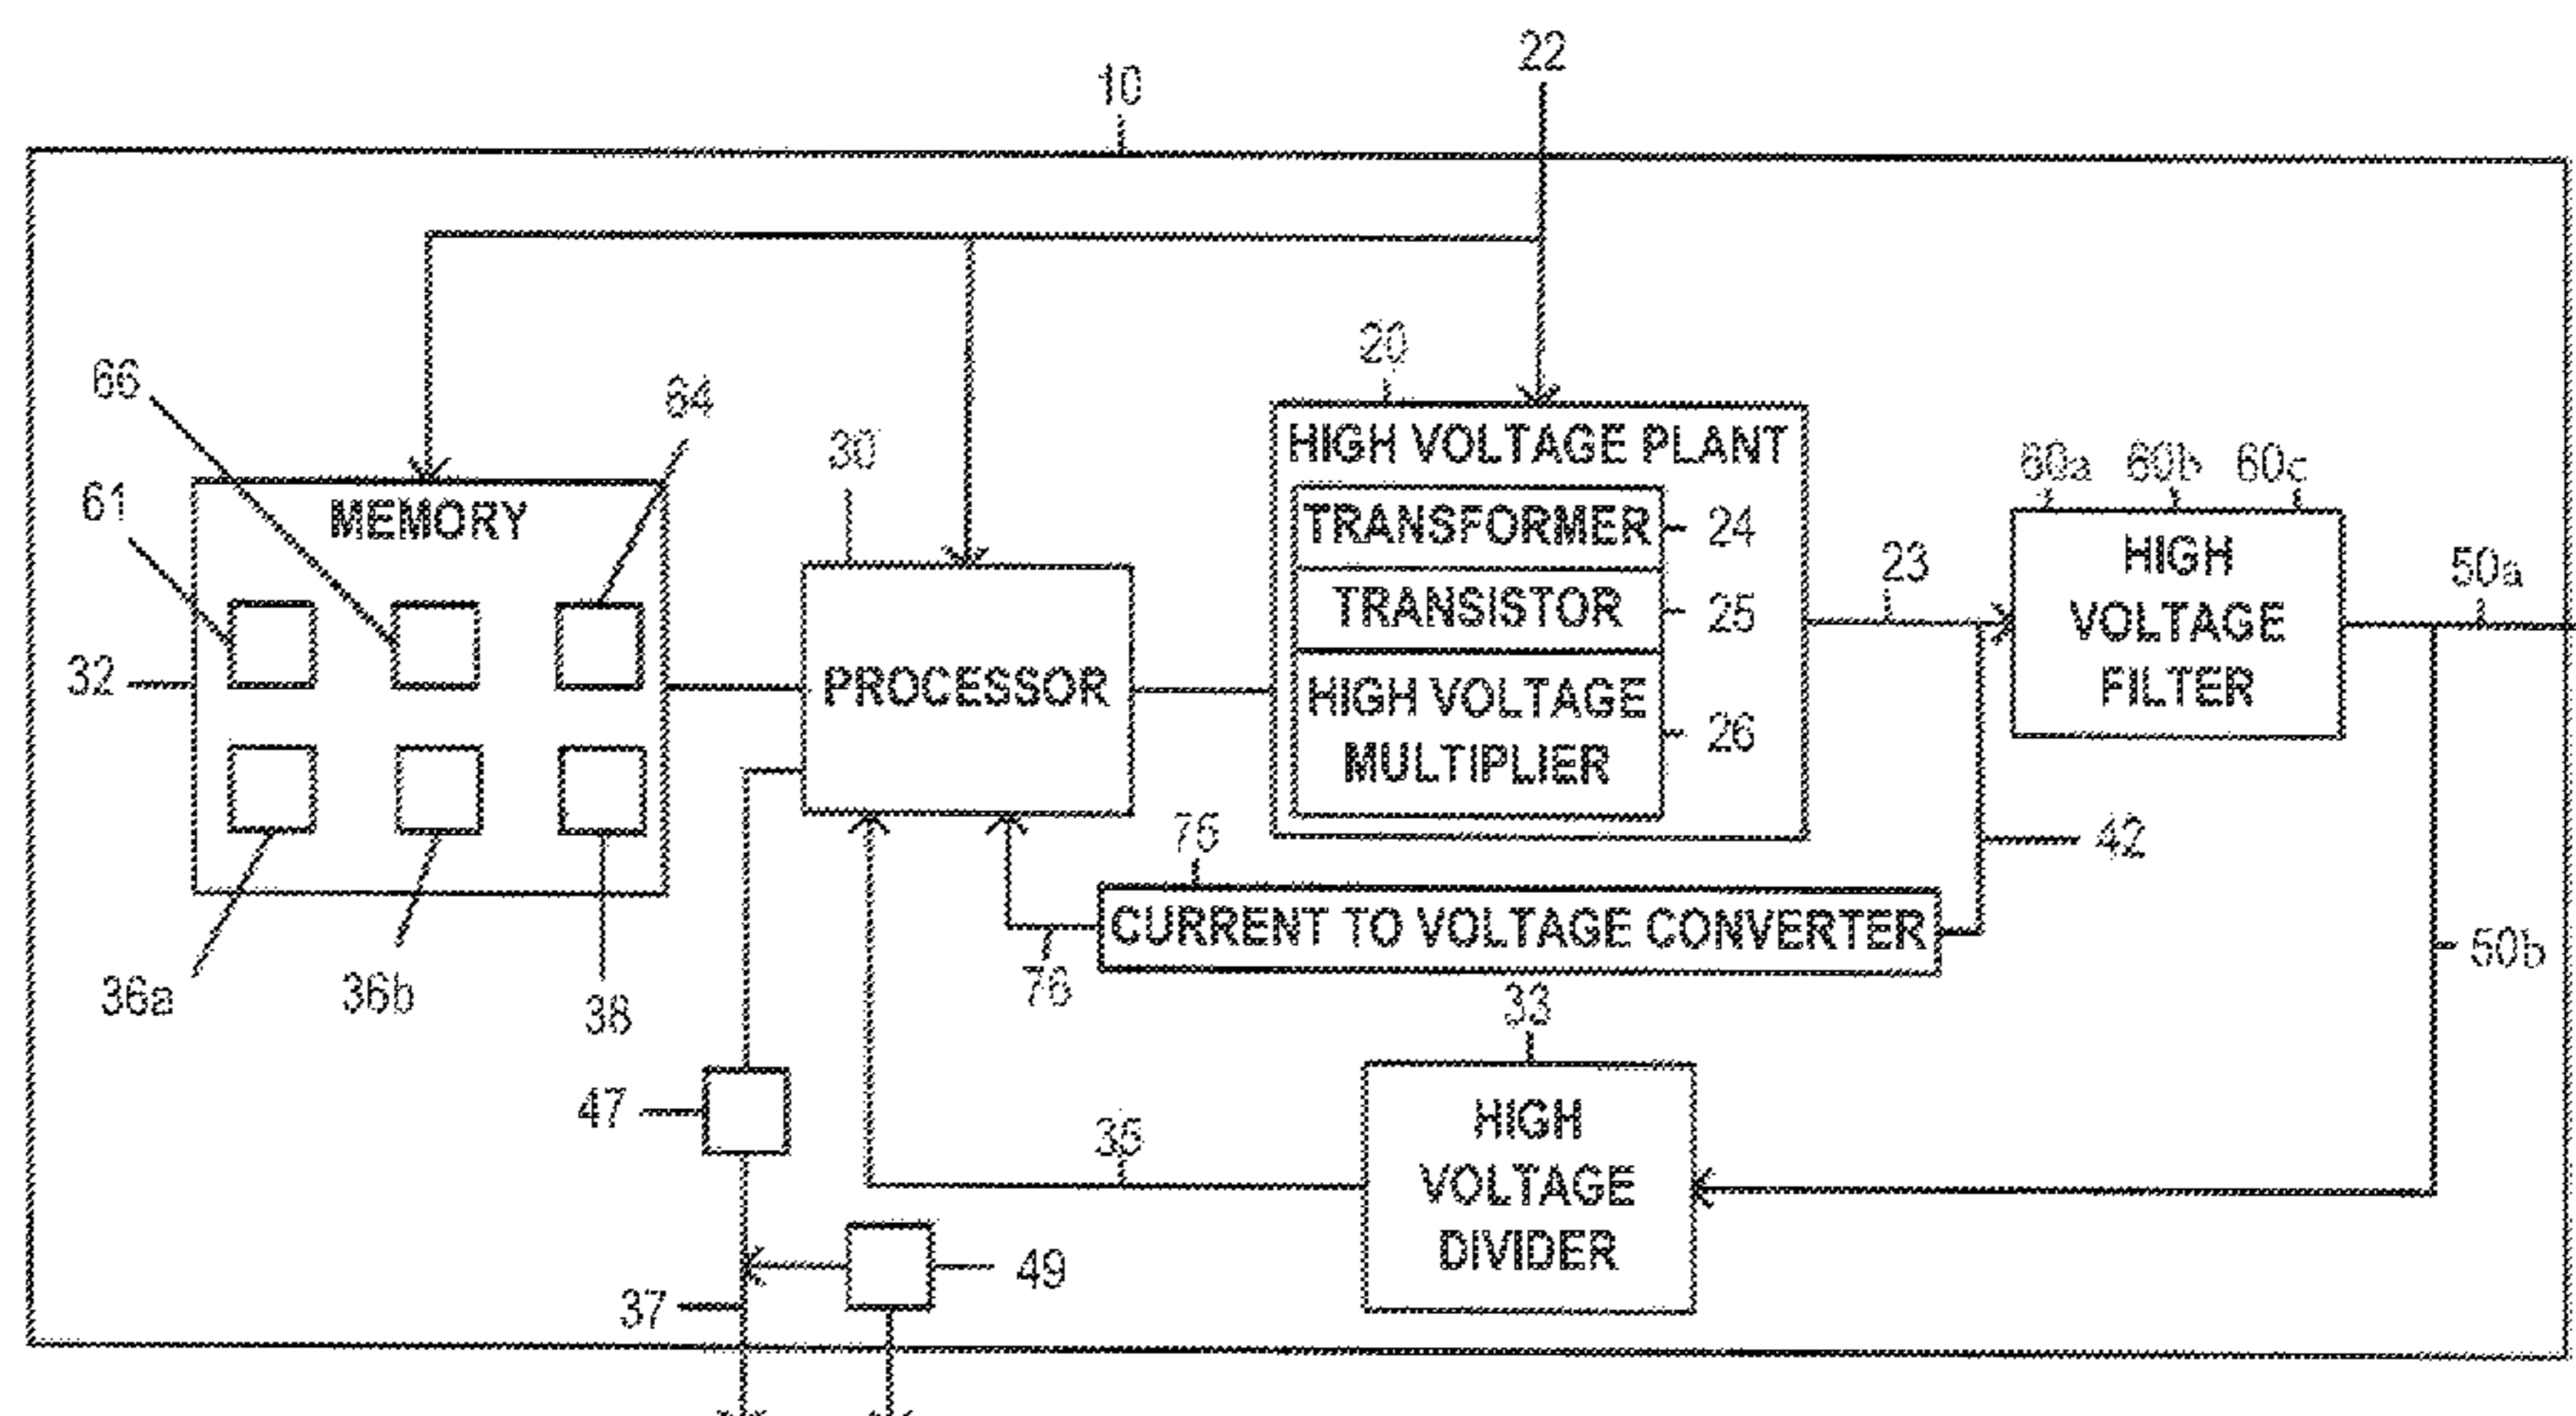 22
10
20
66
64
30
60a 60b 60c
HIGH VOLTAGE PLANT
61
MEMORY
TRANSFORMER
24
HIGH
VOLTAGE
FILTER
23
50a
TRANSISTOR
25
32
PROCESSOR
HIGH VOLTAGE
MULTIPLIER
26
75
42
CURRENT TO VOLTAGE CONVERTER
50b
36a
36b
38
76
33
47
35
HIGH
VOLTAGE
DIVIDER
49
37